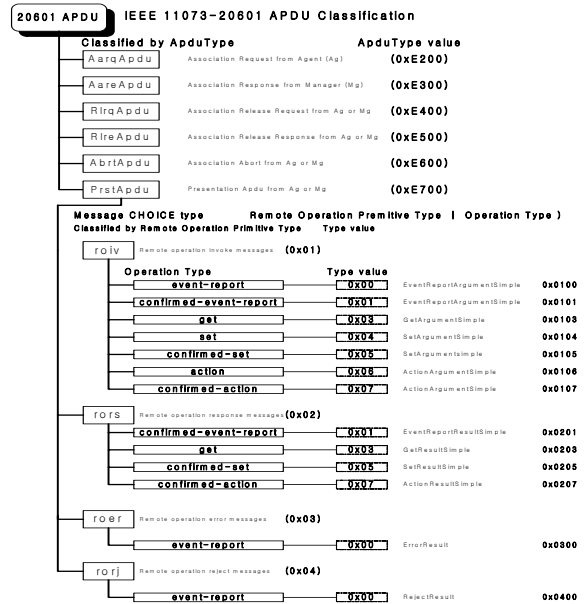 20601 APDU IEEE 11073-20601 APDU Classification
Classified by ApduType ApduType value
AarqApdu Association Request from Agent (Ag) (0xE200)
AareApdu Association Response from Manager (Mg) (0xE300)
RlrqApdu Association Release Request from Ag or Mg (0xE400)
RlreApdu Association Release Response from Ag or Mg (0xE500)
AbrtApdu Association Abort from Ag or Mg (0xE600)
PrstApdu Presentation Apdu from Ag or Mg (0xE700)
Message CHOICE type Remote Operation Premitive Type | Operation Type )
Classified by Remote Operation Primitive Type Type value
roiv Remote operation invoke messages (0x01)
Operation Type Type value
event-report 0x00 EventReportArgumentSimple 0x0100
confirmed-event-report 0x01 EventReportArgumentSimple 0x0101
get 0x03 GetArgumentSimple 0x0103
set 0x04 SetArgumentSimple 0x0104
confirmed-set 0x05 SetArgumentsimple 0x0105
action 0x06 ActionArgumentSimple 0x0106
confirmed-action 0x07 ActionArgumentSimple 0x0107
rors Remote operation response messages (0x02)
confirmed-event-report 0x01 EventReportResultSimple 0x0201
get 0x03 GetResultSimple 0x0203
confirmed-set 0x05 SetResultSimple 0x0205
confirmed-action 0x07 ActionResultSimple 0x0207
roer Remote operation error messages (0x03)
event-report 0x00 ErrorResult 0x0300
rorj Remote operation reject messages (0x04)
event-report 0x00 RejectResult 0x0400